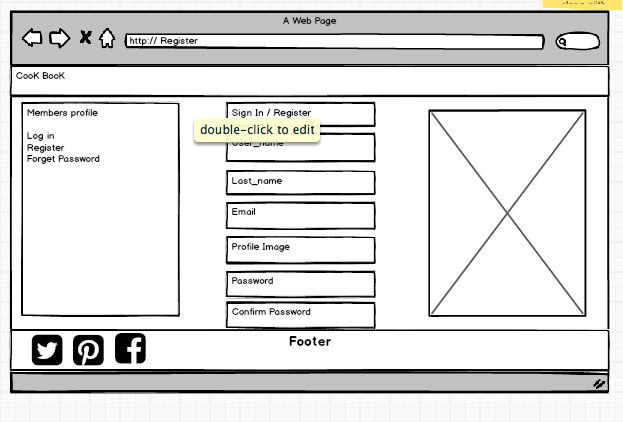 A Web Page
http:// Register
CooK BooK
Members profile
Log in
Register
Forget Password
Sign In / Register
double-click to edit
User_name
Last_name
Email
Profile Image
Password
Confirm Password
Footer